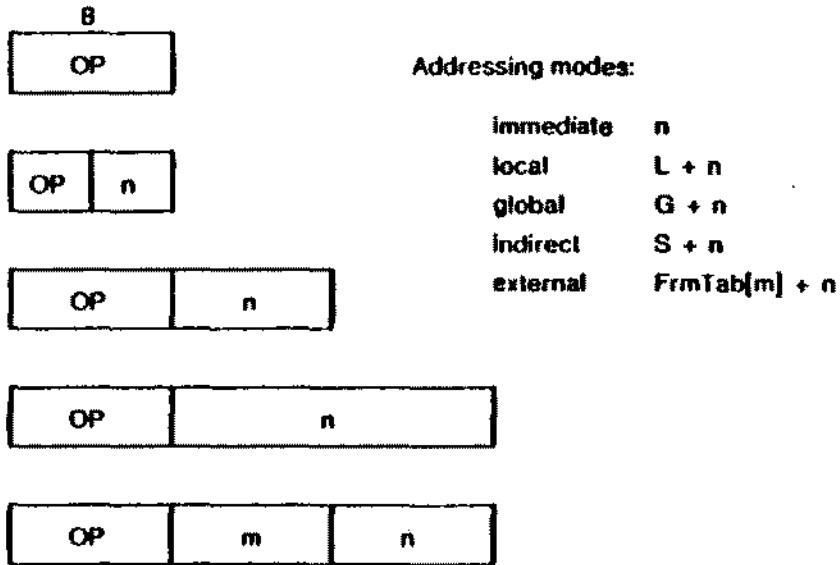 8
OP
OP n
OP n
OP n
OP m n
Addressing modes:
immediate n
local L + n
global G + n
indirect S + n
external FrmTab[m] + n